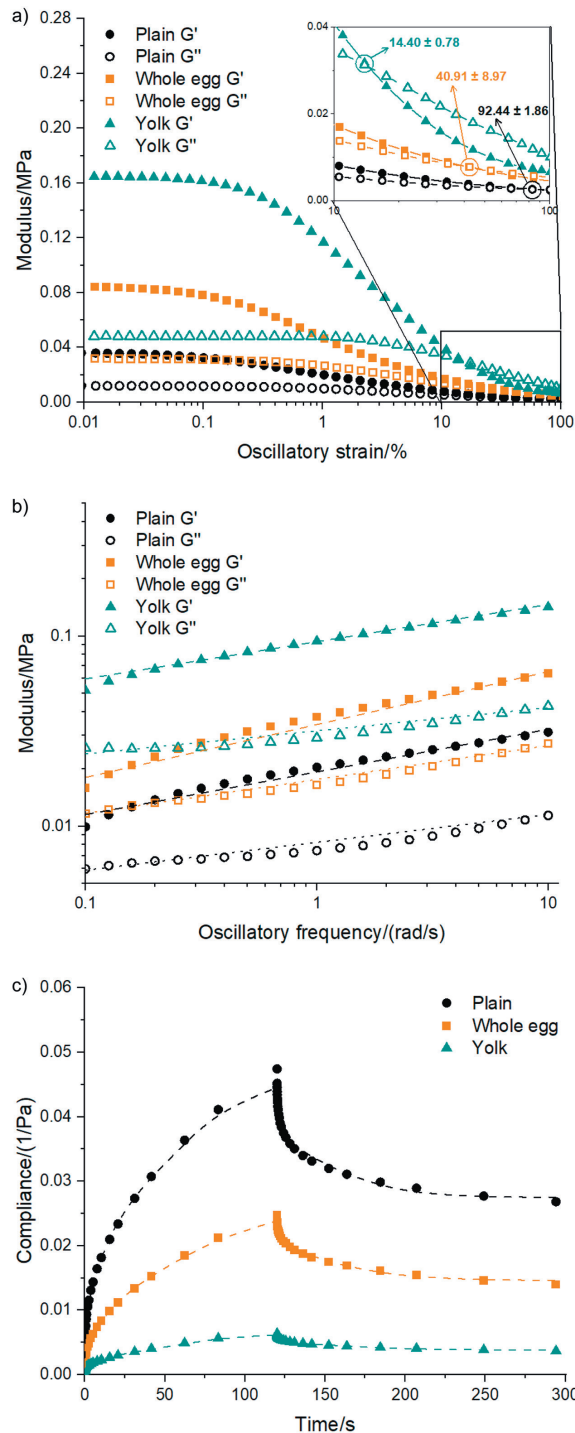 a)
0.28
0.24
0.20
0.16
0.12
0.08
0.04
0.00
Modulus/MPa
Plain G'
Plain G''
Whole egg G'
Whole egg G''
Yolk G'
Yolk G''
0.04
0.02
0.00
14.40 ± 0.78
40.91 ± 8.97
92.44 ± 1.86
10
100
0.01
0.1
1
10
100
Oscillatory strain/%
b)
Plain G'
Plain G''
Whole egg G'
Whole egg G''
Yolk G'
Yolk G''
0.1
0.01
Modulus/MPa
0.1
1
10
Oscillatory frequency/(rad/s)
c)
0.06
0.05
0.04
0.03
0.02
0.01
0.00
Compliance/(1/Pa)
Plain
Whole egg
Yolk
0 50 100 150 200 250 300
Time/s